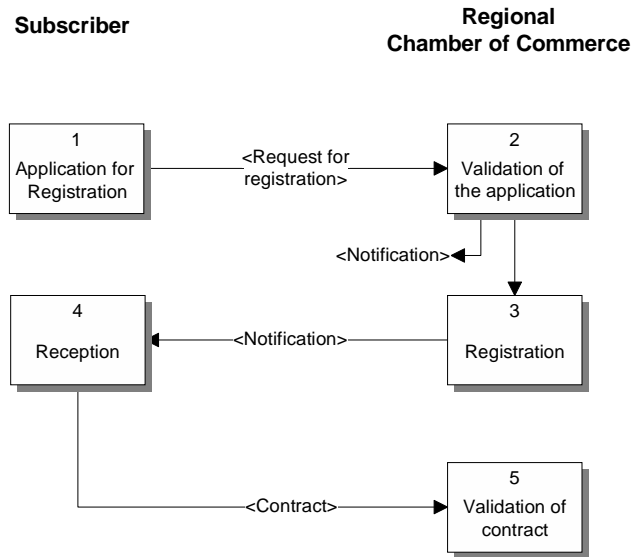 Subscriber
Regional
Chamber of Commerce
1
Application for
Registration
<Request for
registration>
2
Validation of
the application
<Notification>
4
Reception
<Notification>
3
Registration
<Contract>
5
Validation of
contract